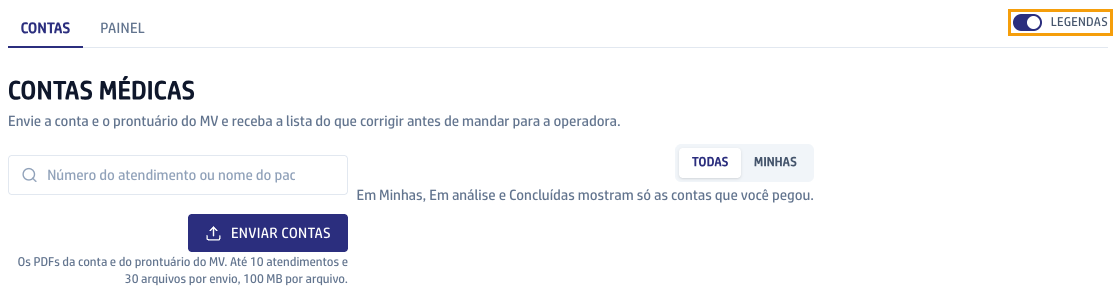 CONTAS PAINEL LEGENDAS
CONTAS MÉDICAS
Envie a conta e o prontuário do MV e receba a lista do que corrigir antes de mandar para a operadora.
Número do atendimento ou nome do pac
TODAS MINHAS
Em Minhas, Em análise e Concluídas mostram só as contas que você pegou.
ENVIAR CONTAS
Os PDFs da conta e do prontuário do MV. Até 10 atendimentos e
30 arquivos por envio, 100 MB por arquivo.